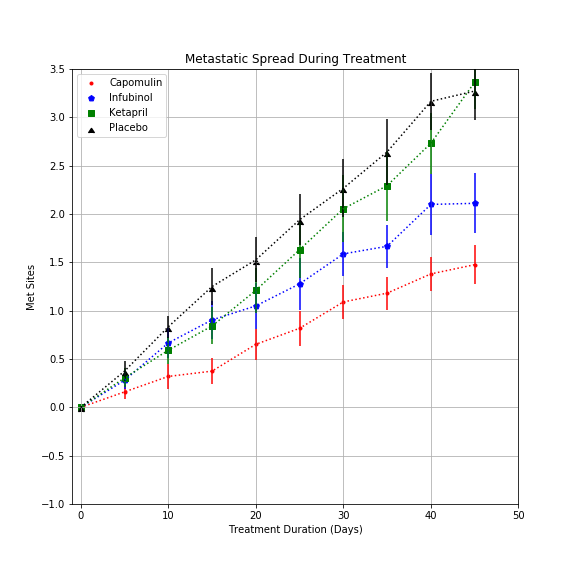 Metastatic Spread During Treatment
Capomulin
Infubinol
Ketapril
Placebo
3.5
3.0
2.5
2.0
1.5
1.0
0.5
0.0
−0.5
−1.0
Met Sites
0 10 20 30 40 50
Treatment Duration (Days)